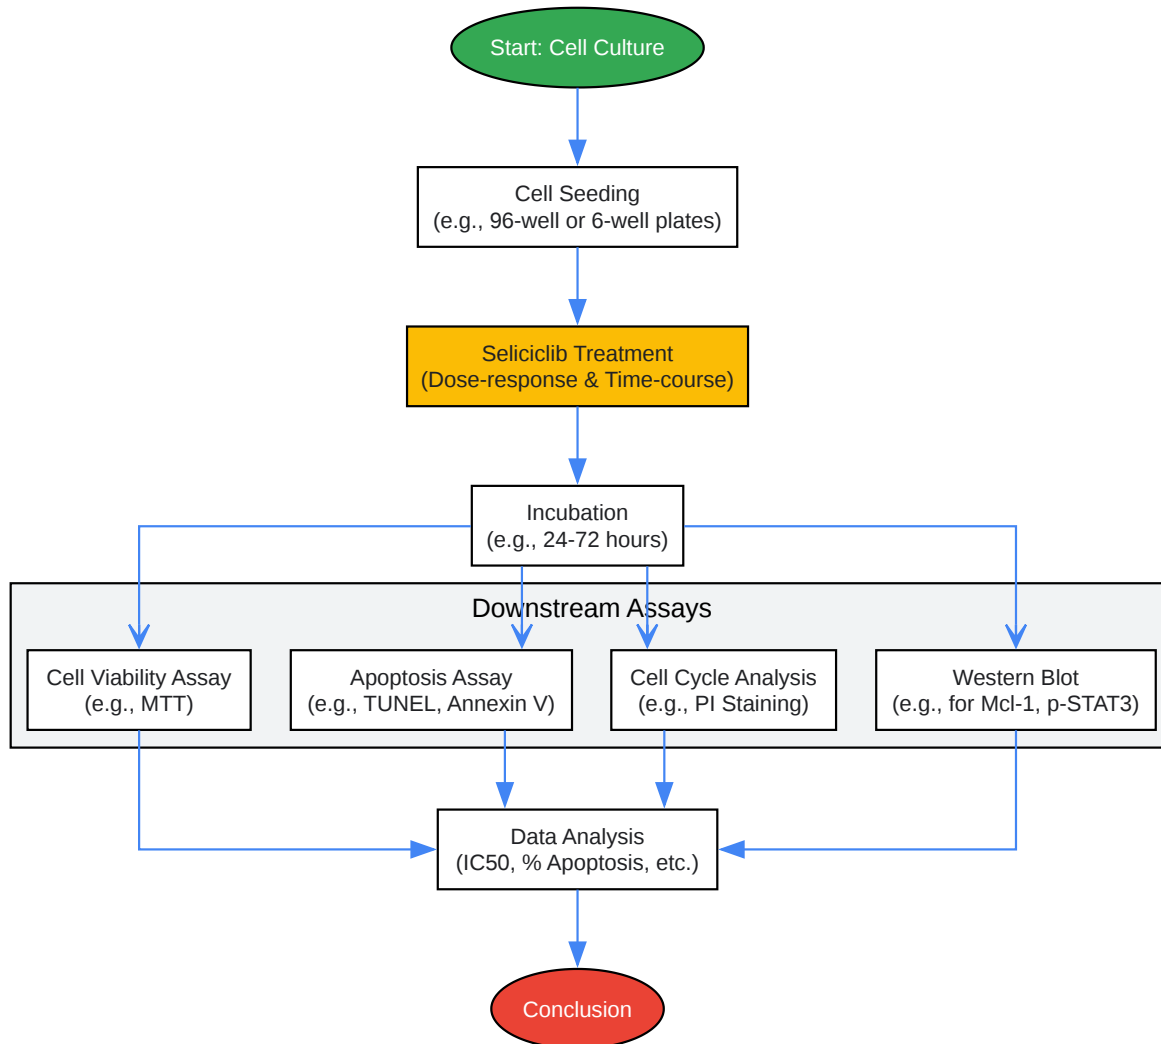 Start: Cell Culture
Cell Seeding
(e.g., 96-well or 6-well plates)
Seliciclib Treatment
(Dose-response & Time-course)
Incubation
(e.g., 24-72 hours)
Downstream Assays
Cell Viability Assay
(e.g., MTT)
Apoptosis Assay
(e.g., TUNEL, Annexin V)
Cell Cycle Analysis
(e.g., PI Staining)
Western Blot
(e.g., for Mcl-1, p-STAT3)
Data Analysis
(IC50, % Apoptosis, etc.)
Conclusion